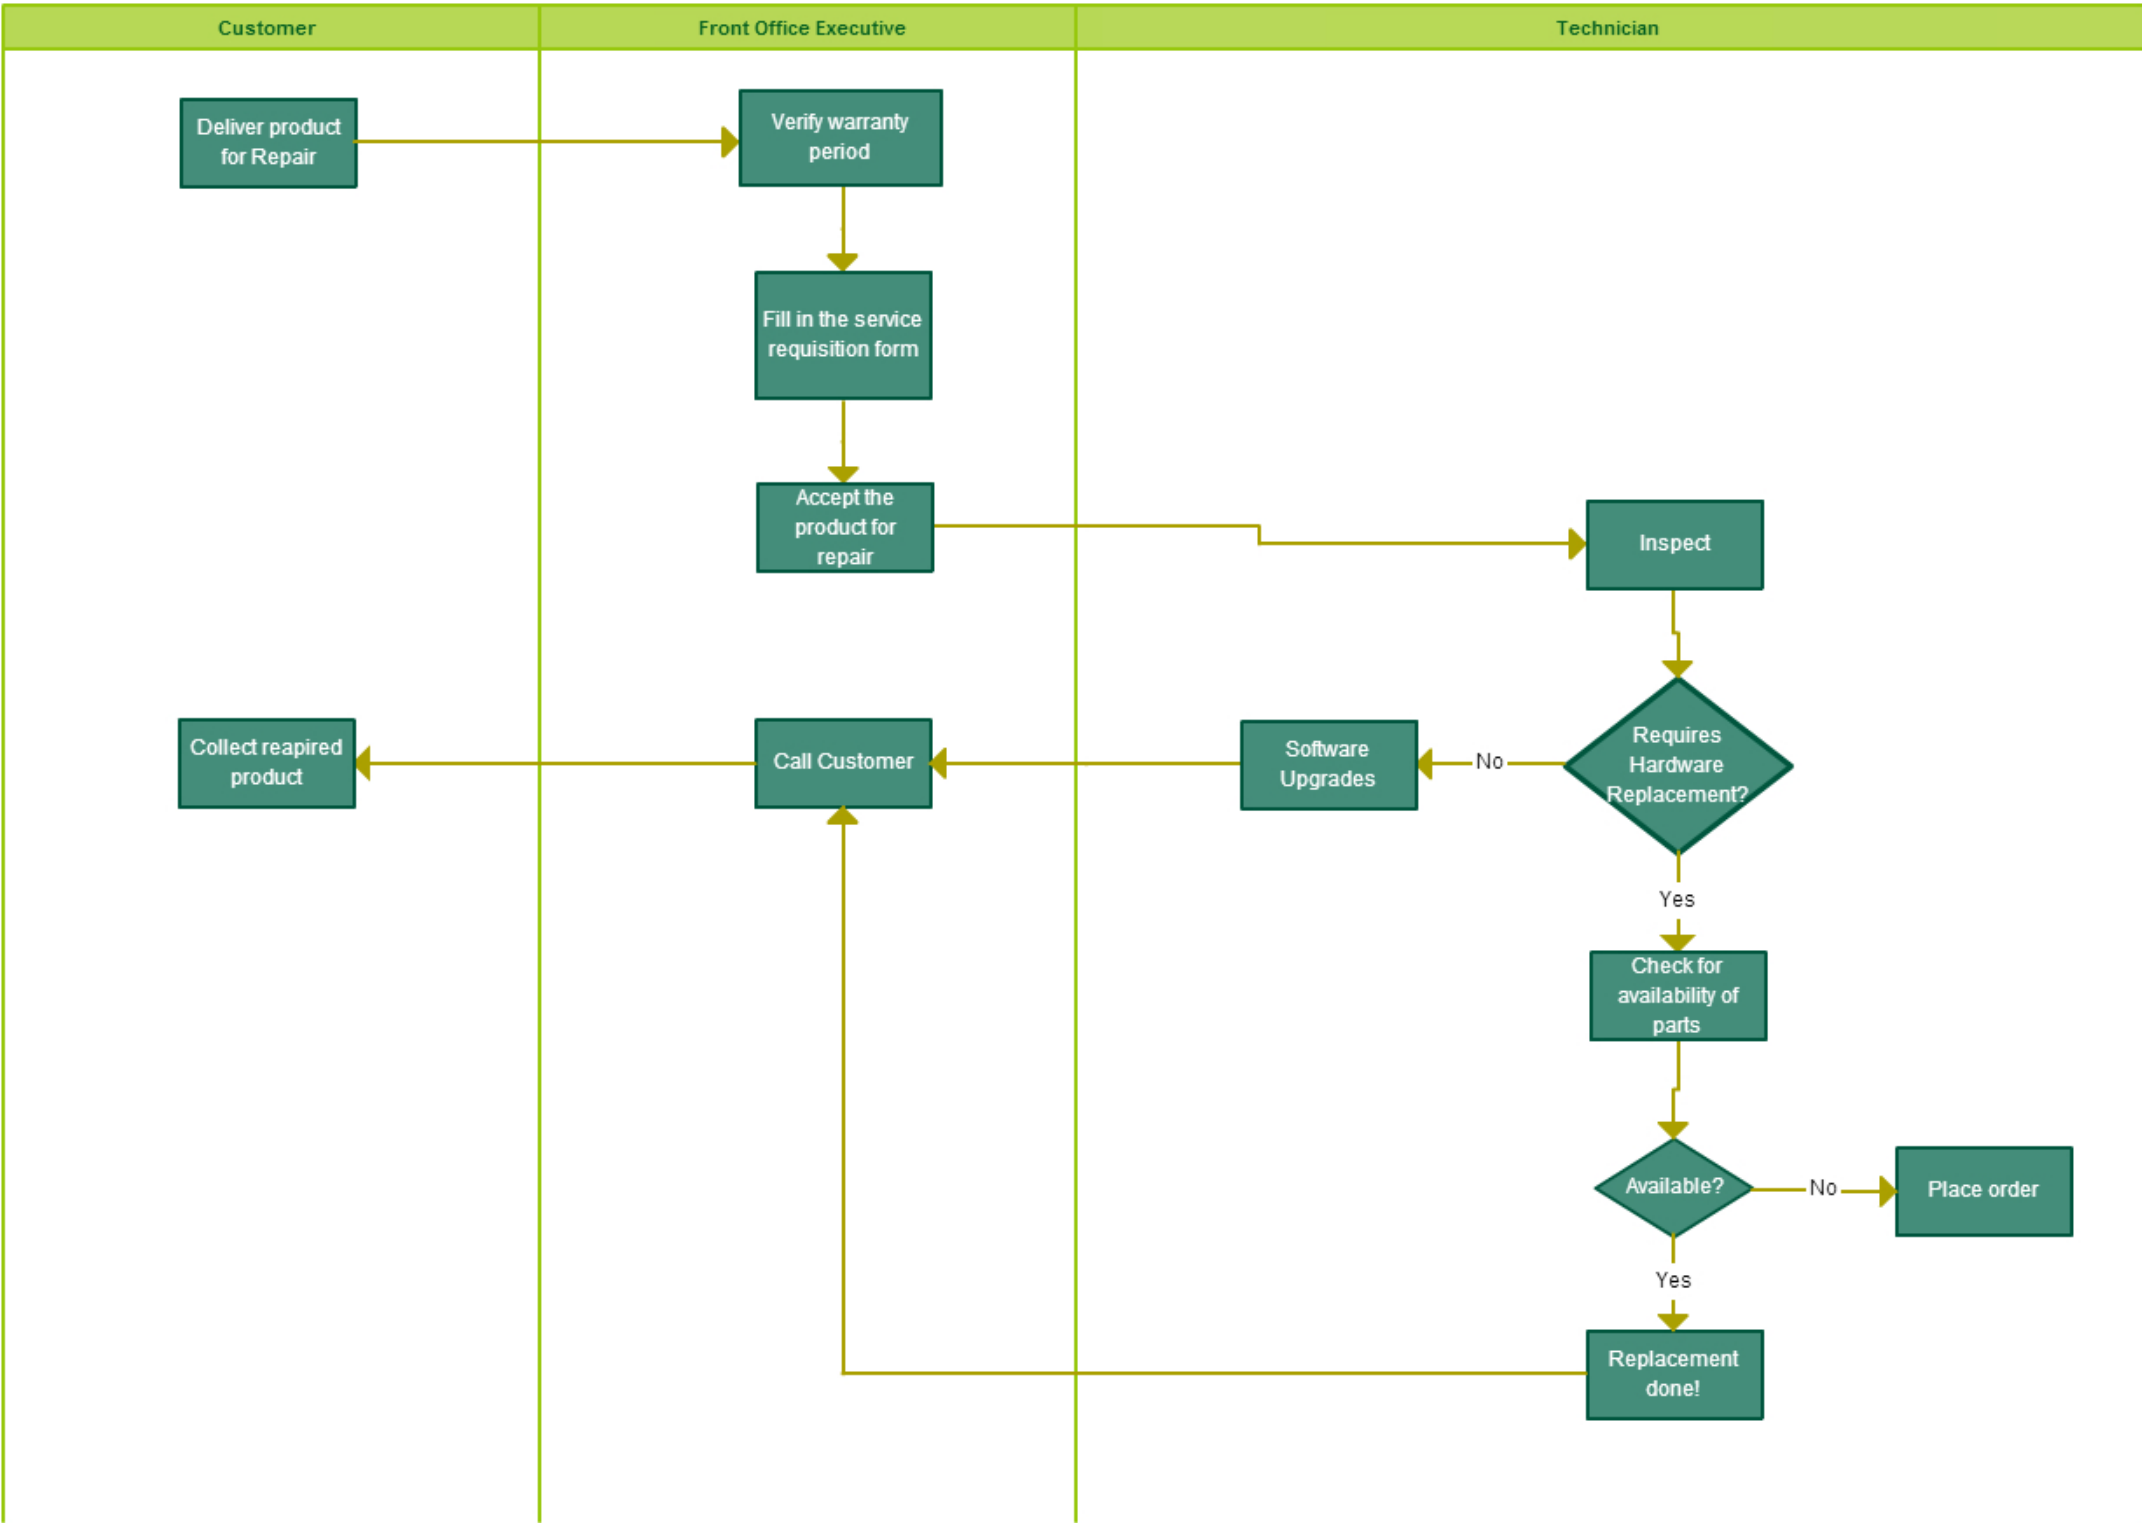 Customer
Front Office Executive
Technician
Deliver product
for Repair
Verify warranty
period
Fill in the service
requisition form
Accept the
product for
repair
Inspect
Requires
Hardware
Replacement?
No
Software
Upgrades
Call Customer
Collect reapired
product
Yes
Check for
availability of
parts
Available?
No
Place order
Yes
Replacement
done!